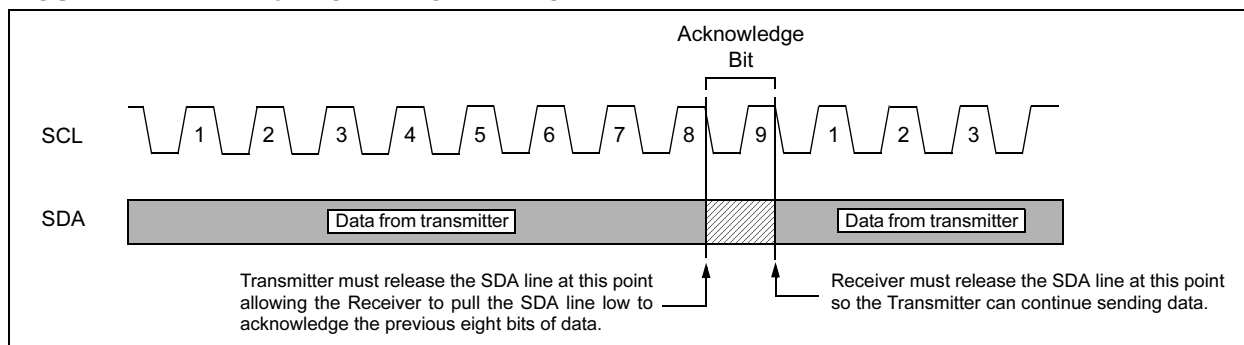 Acknowledge
Bit
SCL
1 2 3 4 5 6 7 8 9 1 2 3
SDA
Data from transmitter
Data from transmitter
Transmitter must release the SDA line at this point
allowing the Receiver to pull the SDA line low to
acknowledge the previous eight bits of data.
Receiver must release the SDA line at this point
so the Transmitter can continue sending data.